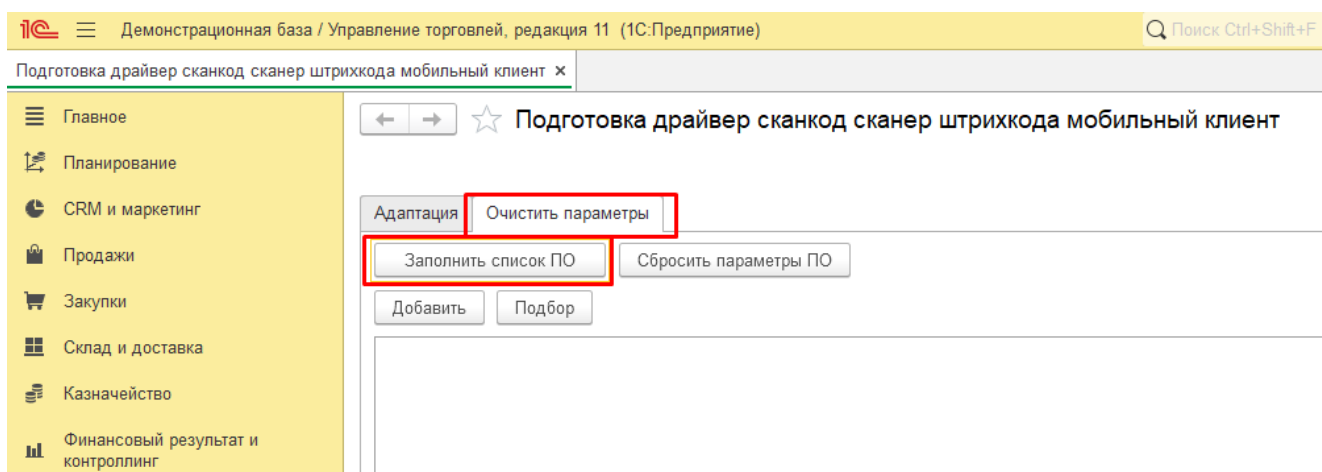 1С Демонстрационная база / Управление торговлей, редакция 11 (1С:Предприятие) Поиск Ctrl+Shift+F
Подготовка драйвер сканкод сканер штрихкода мобильный клиент ×
Главное
Подготовка драйвер сканкод сканер штрихкода мобильный клиент
Планирование
CRM и маркетинг
Адаптация Очистить параметры
Продажи
Заполнить список ПО Сбросить параметры ПО
Закупки
Добавить Подбор
Склад и доставка
Казначейство
Финансовый результат и
контроллинг